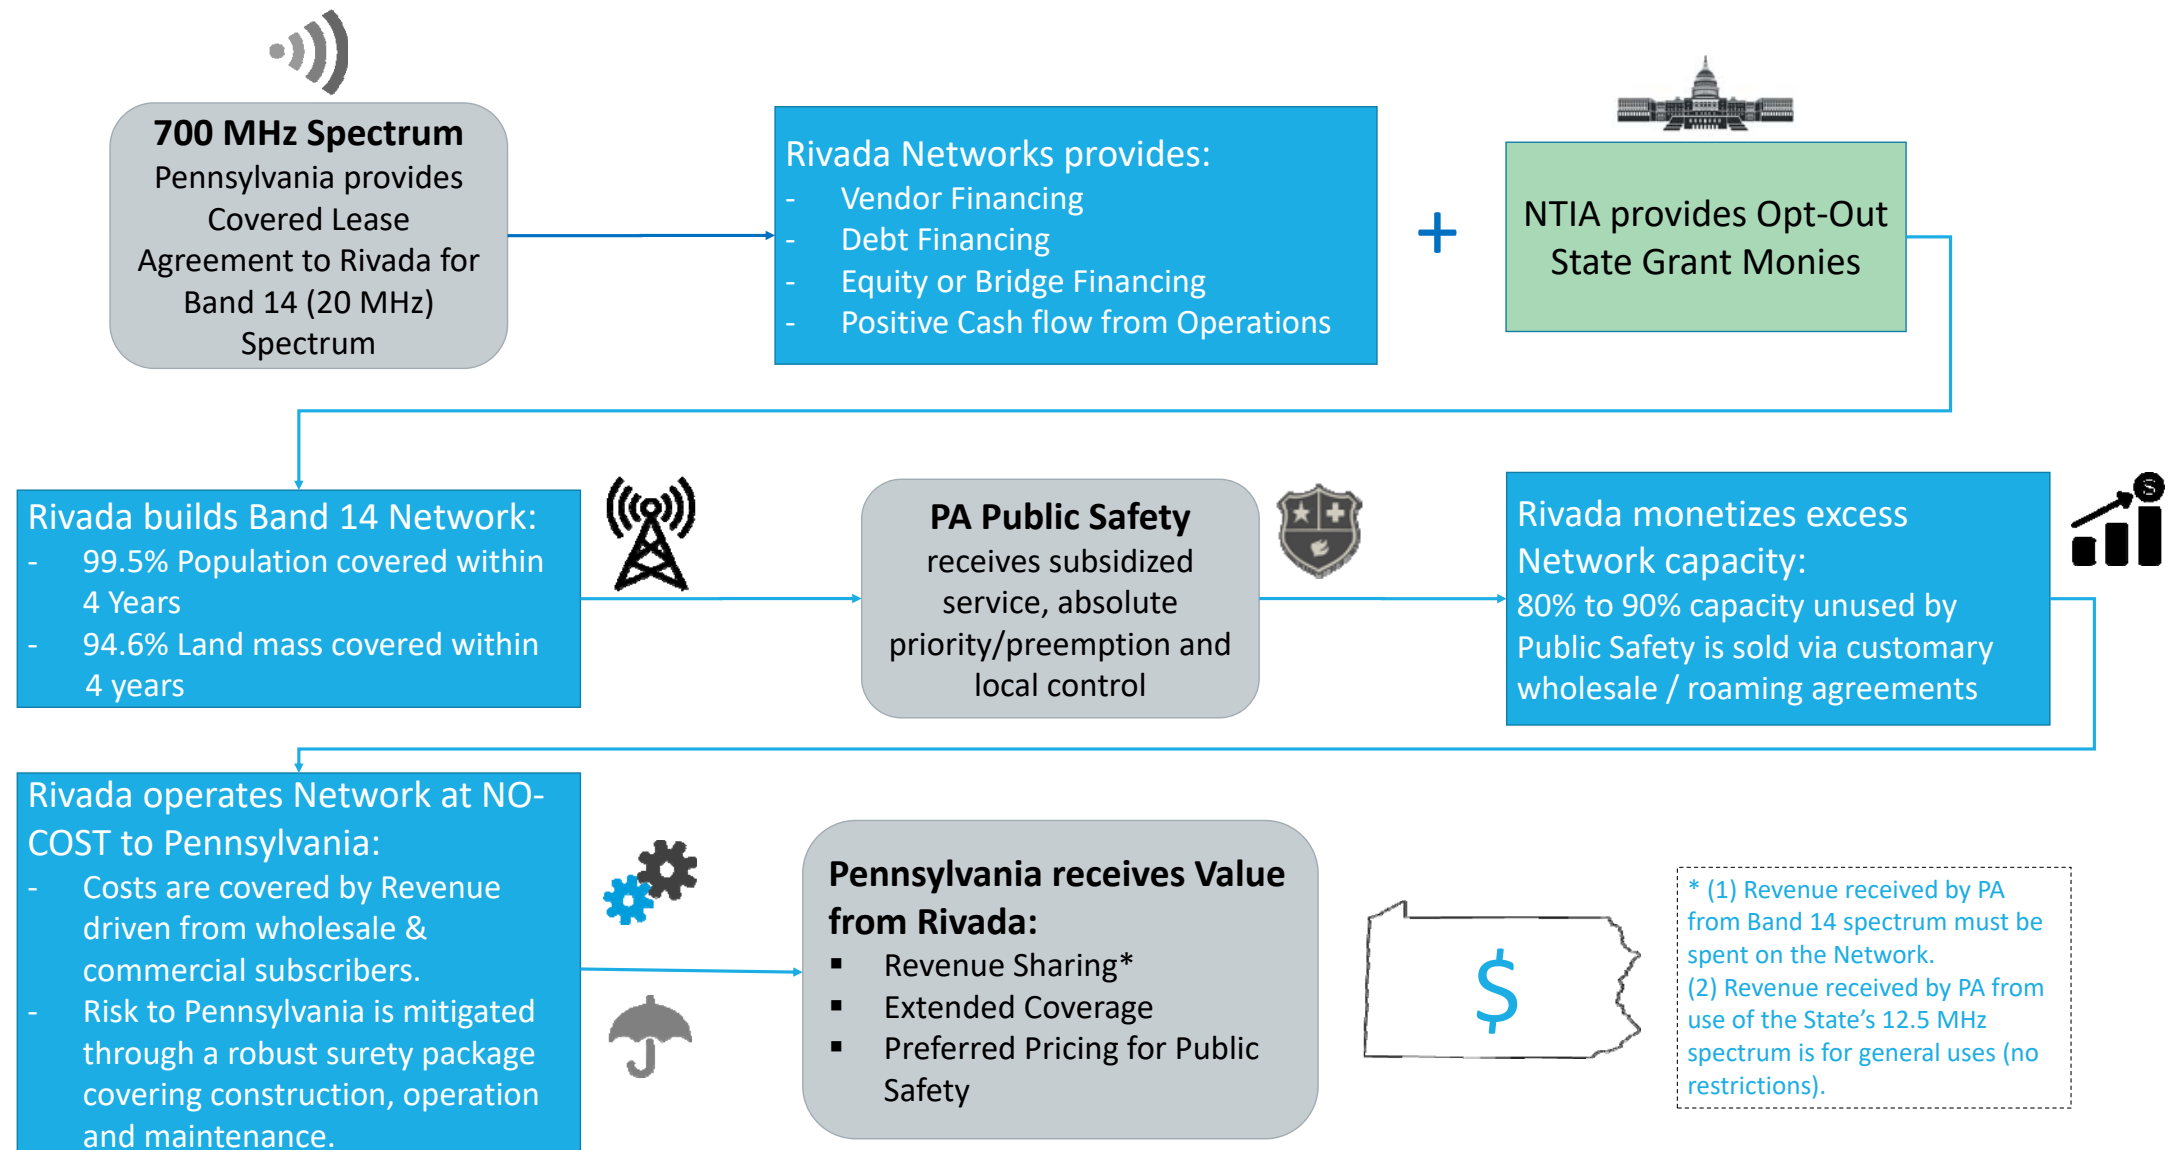 700 MHz Spectrum
Pennsylvania provides
Covered Lease
Agreement to Rivada for
Band 14 (20 MHz)
Spectrum
Rivada Networks provides:
- Vendor Financing
- Debt Financing
- Equity or Bridge Financing
- Positive Cash flow from Operations
+
NTIA provides Opt-Out
State Grant Monies
Rivada builds Band 14 Network:
- 99.5% Population covered within
4 Years
- 94.6% Land mass covered within
4 years
PA Public Safety
receives subsidized
service, absolute
priority/preemption and
local control
Rivada monetizes excess
Network capacity:
80% to 90% capacity unused by
Public Safety is sold via customary
wholesale / roaming agreements
S
Rivada operates Network at NO-
COST to Pennsylvania:
- Costs are covered by Revenue
driven from wholesale &
commercial subscribers.
- Risk to Pennsylvania is mitigated
through a robust surety package
covering construction, operation
and maintenance.
Pennsylvania receives Value
from Rivada:
▪ Revenue Sharing*
▪ Extended Coverage
▪ Preferred Pricing for Public
Safety
$
* (1) Revenue received by PA
from Band 14 spectrum must be
spent on the Network.
(2) Revenue received by PA from
use of the State’s 12.5 MHz
spectrum is for general uses (no
restrictions).